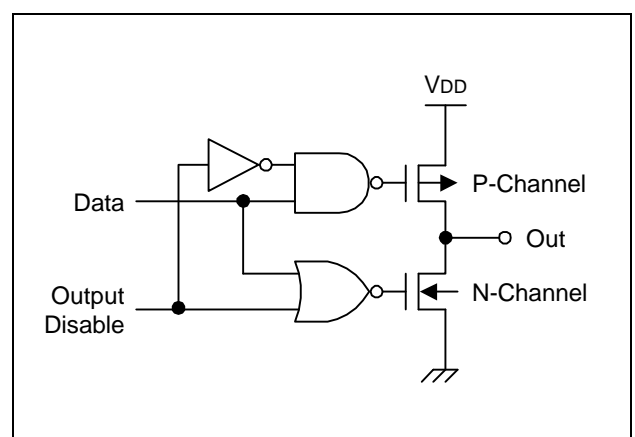 VDD
P-Channel
Data
Out
Output
Disable
N-Channel